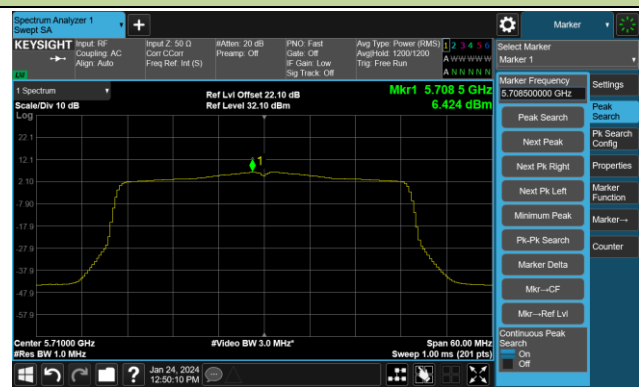 Spectrum Analyzer 1
Swept SA
Marker
KEYSIGHT
Input: RF
Coupling: AC
Align: Auto
Input Z: 50 Ω
Corr CCorr
Freq Ref: Int (S)
#Atten: 20 dB
Preamp: Off
PNO: Fast
Gate: Off
IF Gain: Low
Sig Track: Off
Avg Type: Power (RMS)
Avg|Hold: 1200/1200
Trig: Free Run
1 2 3 4 5 6
A W W W W W
A N N N N N
Select Marker
Marker 1
LW
1 Spectrum
Scale/Div 10 dB
Log
Ref Lvl Offset 22.10 dB
Ref Level 32.10 dBm
Mkr1 5.708 5 GHz
6.424 dBm
Marker Frequency
5.708500000 GHz
Settings
Peak Search
Peak
Search
Next Peak
Pk Search
Config
Next Pk Right
Properties
Next Pk Left
Marker
Function
Minimum Peak
Marker→
Pk-Pk Search
Counter
Marker Delta
Mkr→CF
Mkr→Ref Lvl
Continuous Peak
Search
On
Off
22.1
12.1
2.10
-7.90
-17.9
-27.9
-37.9
-47.9
-57.9
1
Center 5.71000 GHz
#Res BW 1.0 MHz
#Video BW 3.0 MHz*
Span 60.00 MHz
Sweep 1.00 ms (201 pts)
Jan 24, 2024
12:50:10 PM